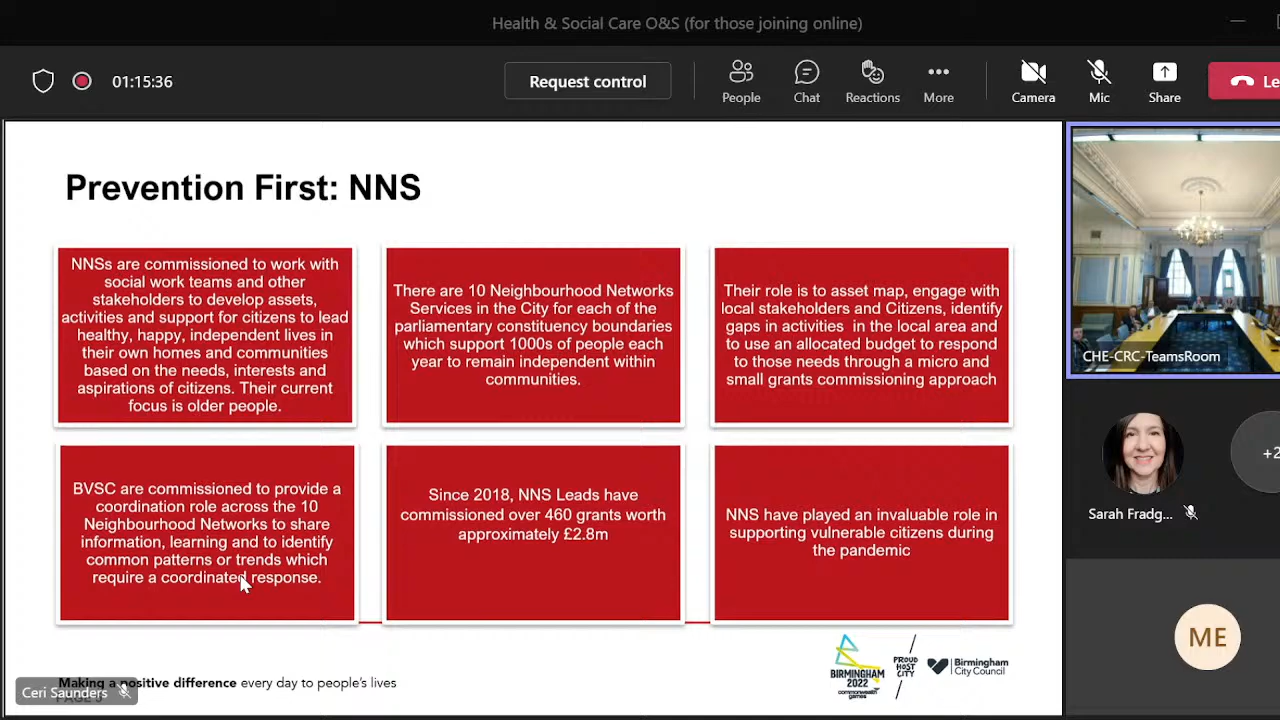 Health & Social Care O&S (for those joining online)
01:15:36
Request control
People
Chat
Reactions
More
Camera
Mic
Share
Le
Prevention First: NNS
NNSs are commissioned to work with
social work teams and other
stakeholders to develop assets,
activities and support for citizens to lead
healthy, happy, independent lives in
their own homes and communities
based on the needs, interests and
aspirations of citizens. Their current
focus is older people.
There are 10 Neighbourhood Networks
Services in the City for each of the
parliamentary constituency boundaries
which support 1000s of people each
year to remain independent within
communities.
Their role is to asset map, engage with
local stakeholders and Citizens, identify
gaps in activities in the local area and
to use an allocated budget to respond
to those needs through a micro and
small grants commissioning approach
BVSC are commissioned to provide a
coordination role across the 10
Neighbourhood Networks to share
information, learning and to identify
common patterns or trends which
require a coordinated response.
Since 2018, NNS Leads have
commissioned over 460 grants worth
approximately £2.8m
NNS have played an invaluable role in
supporting vulnerable citizens during
the pandemic
CHE-CRC-TeamsRoom
+2
Sarah Fradg...
ME
BIRMINGHAM
2022
commonwealth
games
PROUD
HOST
CITY
Birmingham
City Council
Making a positive difference every day to people's lives
Ceri Saunders
PAGE